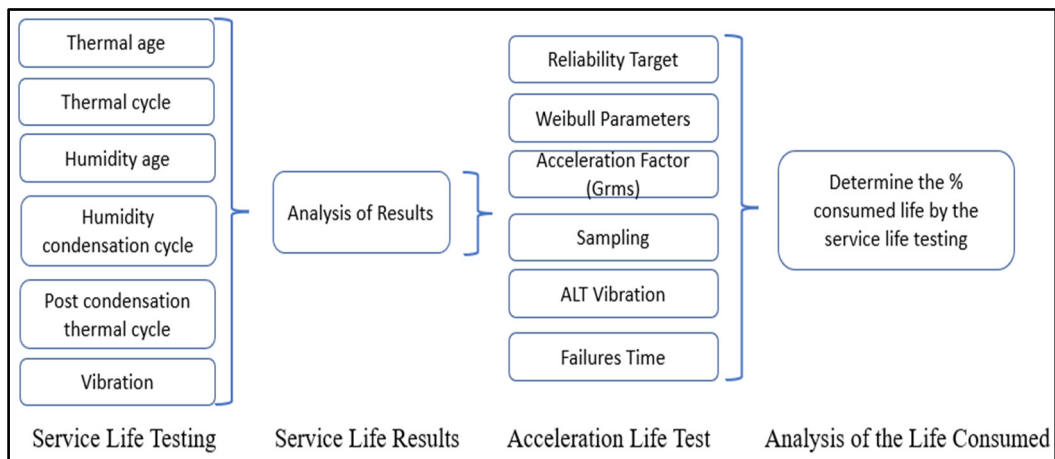 Thermal age
Thermal cycle
Humidity age
Humidity
condensation cycle
Post condensation
thermal cycle
Vibration
Service Life Testing
Analysis of Results
Service Life Results
Reliability Target
Weibull Parameters
Acceleration Factor
(Grms)
Sampling
ALT Vibration
Failures Time
Acceleration Life Test
Determine the %
consumed life by the
service life testing
Analysis of the Life Consumed